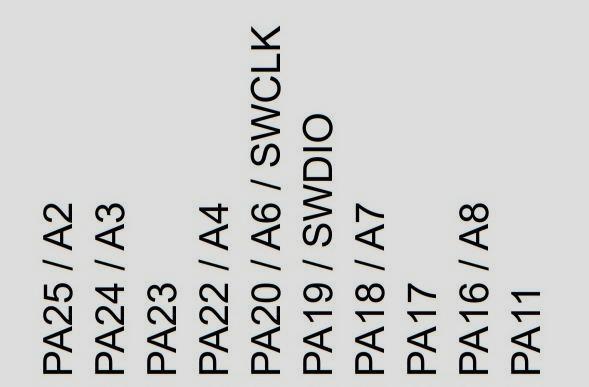 PA25 / A2
PA24 / A3
PA23
PA22 / A4
PA20 / A6 / SWCLK
PA19 / SWDIO
PA18 / A7
PA17
PA16 / A8
PA11